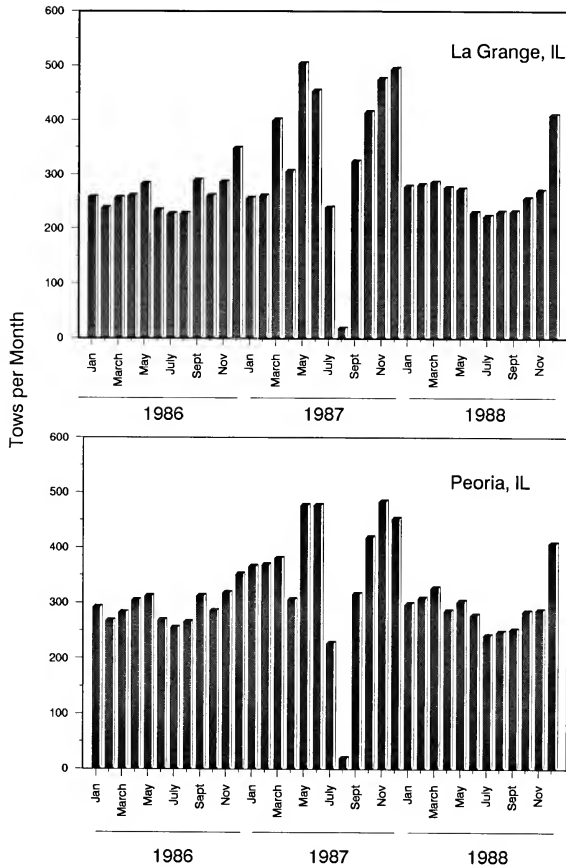 Tows per Month
600
La Grange, IL
500
400
300
200
100
0
Jan March May July Sept Nov Jan March May July Sept Nov Jan March May July Sept Nov
1986 1987 1988
600
Peoria, IL
500
400
300
200
100
0
Jan March May July Sept Nov Jan March May July Sept Nov Jan March May July Sept Nov
1986 1987 1988